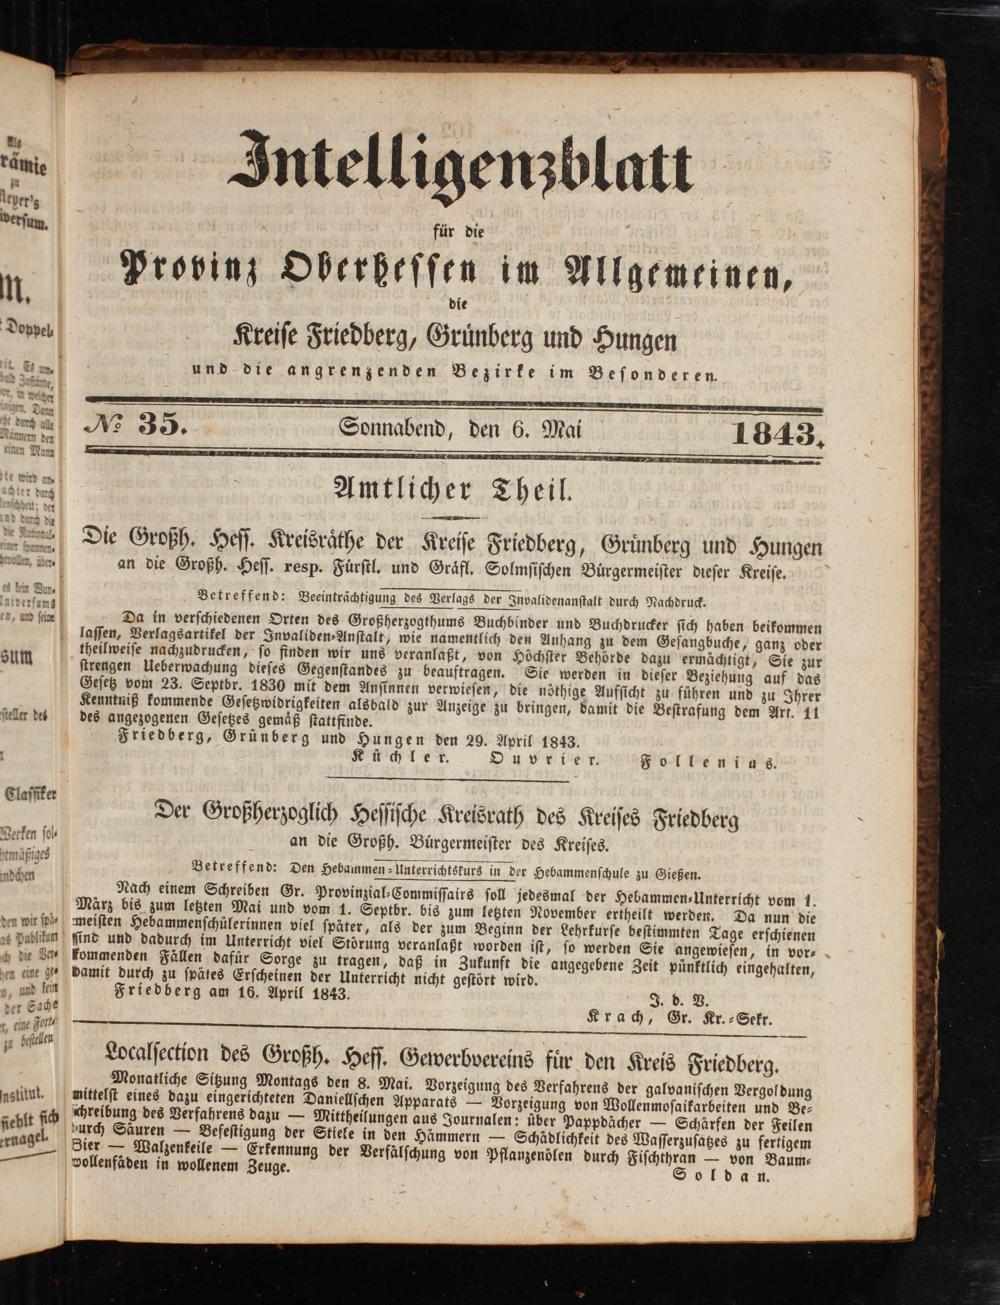 Als
rämie
zu
Meyer's
iversum.
m.
Doppel-
sum
Classiker
Institut.
Intelligenzblatt
für die
Provinz Oberhessen im Allgemeinen,
die
Kreise Friedberg, Grünberg und Hungen
und die angrenzenden Bezirke im Besonderen.
№ 35. Sonnabend, den 6. Mai 1843.
Amtlicher Theil.
Die Großh. Hess. Kreisräthe der Kreise Friedberg, Grünberg und Hungen
an die Großh. Hess. resp. Fürstl. und Gräfl. Solmsischen Bürgermeister dieser Kreise.
Betreffend: Beeinträchtigung des Verlags der Invalidenanstalt durch Nachdruck.
Da in verschiedenen Orten des Großherzogthums Buchbinder und Buchdrucker sich haben beikommen
lassen, Verlagsartikel der Invaliden-Anstalt, wie namentlich den Anhang zu dem Gesangbuche, ganz oder
theilweise nachzudrucken, so finden wir uns veranlaßt, von Höchster Behörde dazu ermächtigt, Sie zur
strengen Ueberwachung dieses Gegenstandes zu beauftragen. Sie werden in dieser Beziehung auf das
Gesetz vom 23. Septbr. 1830 mit dem Ansinnen verwiesen, die nöthige Aufsicht zu führen und zu Ihrer
Kenntniß kommende Gesetzwidrigkeiten alsbald zur Anzeige zu bringen, damit die Bestrafung dem Art. 11
des angezogenen Gesetzes gemäß stattfinde.
Friedberg, Grünberg und Hungen den 29. April 1843.
Küchler. Ouvrier. Follenius.
Der Großherzoglich Hessische Kreisrath des Kreises Friedberg
an die Großh. Bürgermeister des Kreises.
Betreffend: Den Hebammen-Unterrichtskurs in der Hebammenschule zu Gießen.
Nach einem Schreiben Gr. Provinzial-Commissairs soll jedesmal der Hebammen-Unterricht vom 1.
März bis zum letzten Mai und vom 1. Septbr. bis zum letzten November ertheilt werden. Da nun die
meisten Hebammenschülerinnen viel später, als der zum Beginn der Lehrkurse bestimmten Tage erschienen
sind und dadurch im Unterricht viel Störung veranlaßt worden ist, so werden Sie angewiesen, in vor-
kommenden Fällen dafür Sorge zu tragen, daß in Zukunft die angegebene Zeit pünktlich eingehalten,
damit durch zu spätes Erscheinen der Unterricht nicht gestört wird.
Friedberg am 16. April 1843.
J. d. V.
Krach, Gr. Kr.-Sekr.
Localsection des Großh. Hess. Gewerbvereins für den Kreis Friedberg.
Monatliche Sitzung Montags den 8. Mai. Vorzeigung des Verfahrens der galvanischen Vergoldung
mittelst eines dazu eingerichteten Daniellschen Apparats — Vorzeigung von Wollenmosaikarbeiten und Be-
schreibung des Verfahrens dazu — Mittheilungen aus Journalen: über Pappdächer — Schärfen der Feilen
durch Säuren — Befestigung der Stiele in den Hämmern — Schädlichkeit des Wasserzusatzes zu fertigem
Bier — Walzenkeile — Erkennung der Verfälschung von Pflanzenölen durch Fischthran — von Baum-
wollenfäden in wollenem Zeuge.
Soldan.